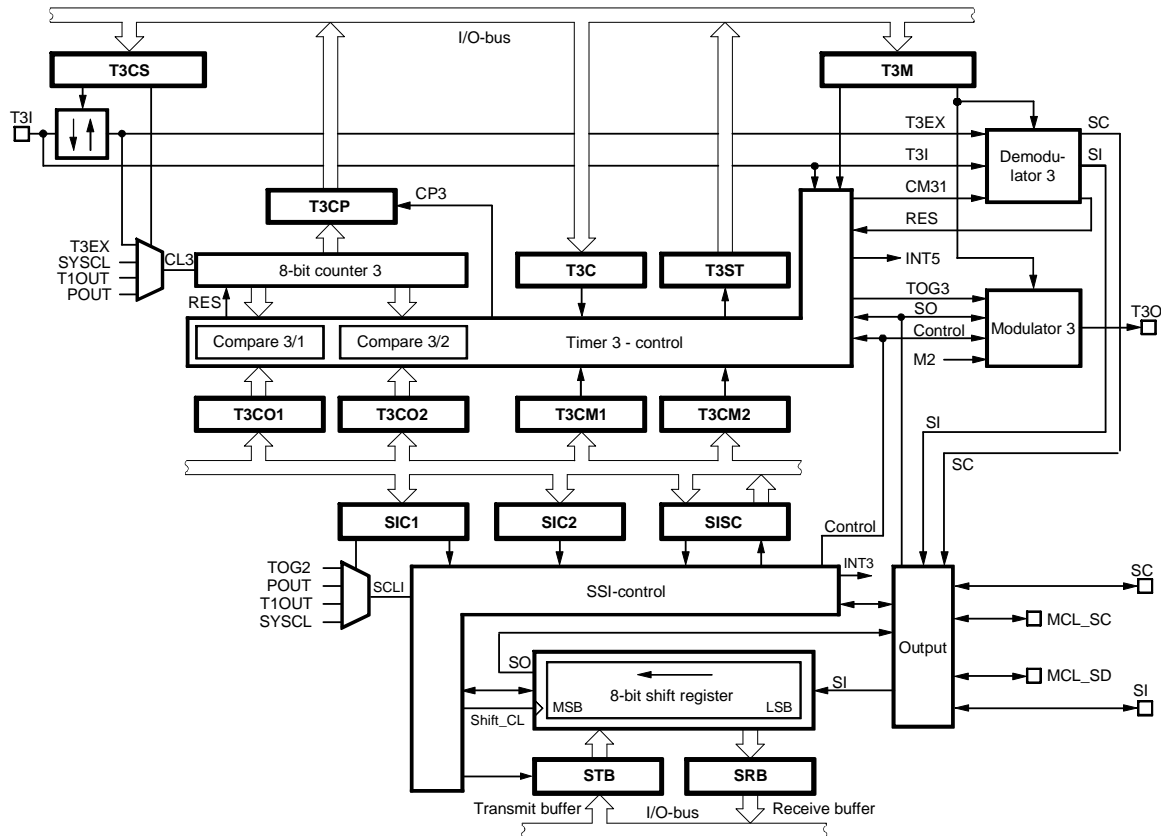 I/O-bus
T3CS
T3M
T3I
T3EX
SC
T3I
SI
Demodu-
lator 3
CP3
CM31
T3CP
RES
T3EX
SYSCL
T1OUT
POUT
CL3
8-bit counter 3
T3C
T3ST
INT5
RES
TOG3
SO
Control
M2
Modulator 3
T3O
Compare 3/1
Compare 3/2
Timer 3 - control
T3CO1
T3CO2
T3CM1
T3CM2
SI
SC
SIC1
SIC2
SISC
Control
TOG2
POUT
T1OUT
SYSCL
SCLI
SSI-control
INT3
SC
MCL_SC
Output
SO
8-bit shift register
MSB
LSB
SI
MCL_SD
SI
Shift_CL
STB
SRB
Transmit buffer
I/O-bus
Receive buffer